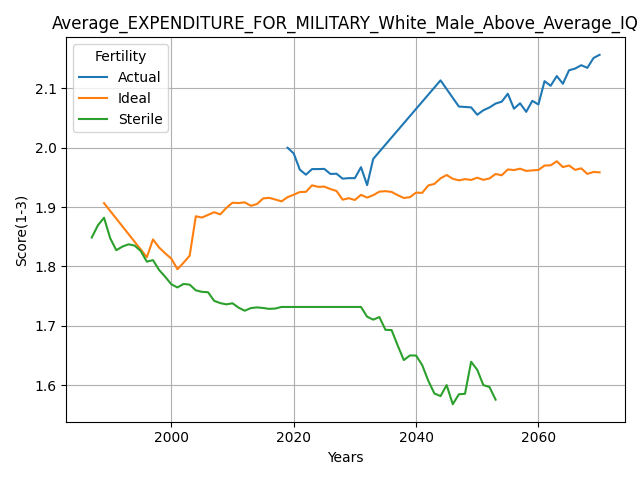 Average_EXPENDITURE_FOR_MILITARY_White_Male_Above_Average_IQ
Fertility
Actual
Ideal
Sterile
Score(1-3)
2.1
2.0
1.9
1.8
1.7
1.6
2000 2020 2040 2060
Years